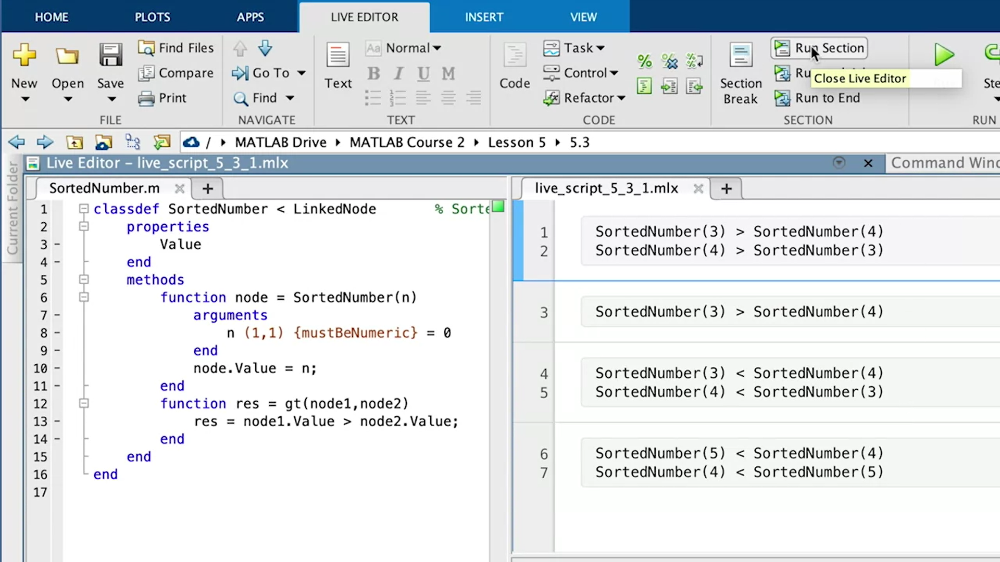 HOME PLOTS APPS LIVE EDITOR INSERT VIEW
New
Open
Save
Find Files
Compare
Print
FILE
Go To
Find
NAVIGATE
Text
Aa Normal
B I U M
TEXT
Code
Task
Control
Refactor
CODE
Section
Break
Run Section
Close Live Editor
Run to End
SECTION
RUN
/ MATLAB Drive MATLAB Course 2 Lesson 5 5.3
Current Folder
Live Editor - live_script_5_3_1.mlx
Command
SortedNumber.m
1 classdef SortedNumber < LinkedNode %
2 properties
3 - Value
4 - end
5 methods
6 function node = SortedNumber(n)
7 - arguments
8 - n (1,1) {mustBeNumeric} = 0
9 - end
10 - node.Value = n;
11 - end
12 function res = gt(node1,node2)
13 - res = node1.Value > node2.Value;
14 - end
15 end
16 end
17
live_script_5_3_1.mlx
1 SortedNumber(3) > SortedNumber(4)
2 SortedNumber(4) > SortedNumber(3)
3 SortedNumber(3) > SortedNumber(4)
4 SortedNumber(3) < SortedNumber(4)
5 SortedNumber(4) < SortedNumber(3)
6 SortedNumber(5) < SortedNumber(4)
7 SortedNumber(4) < SortedNumber(5)